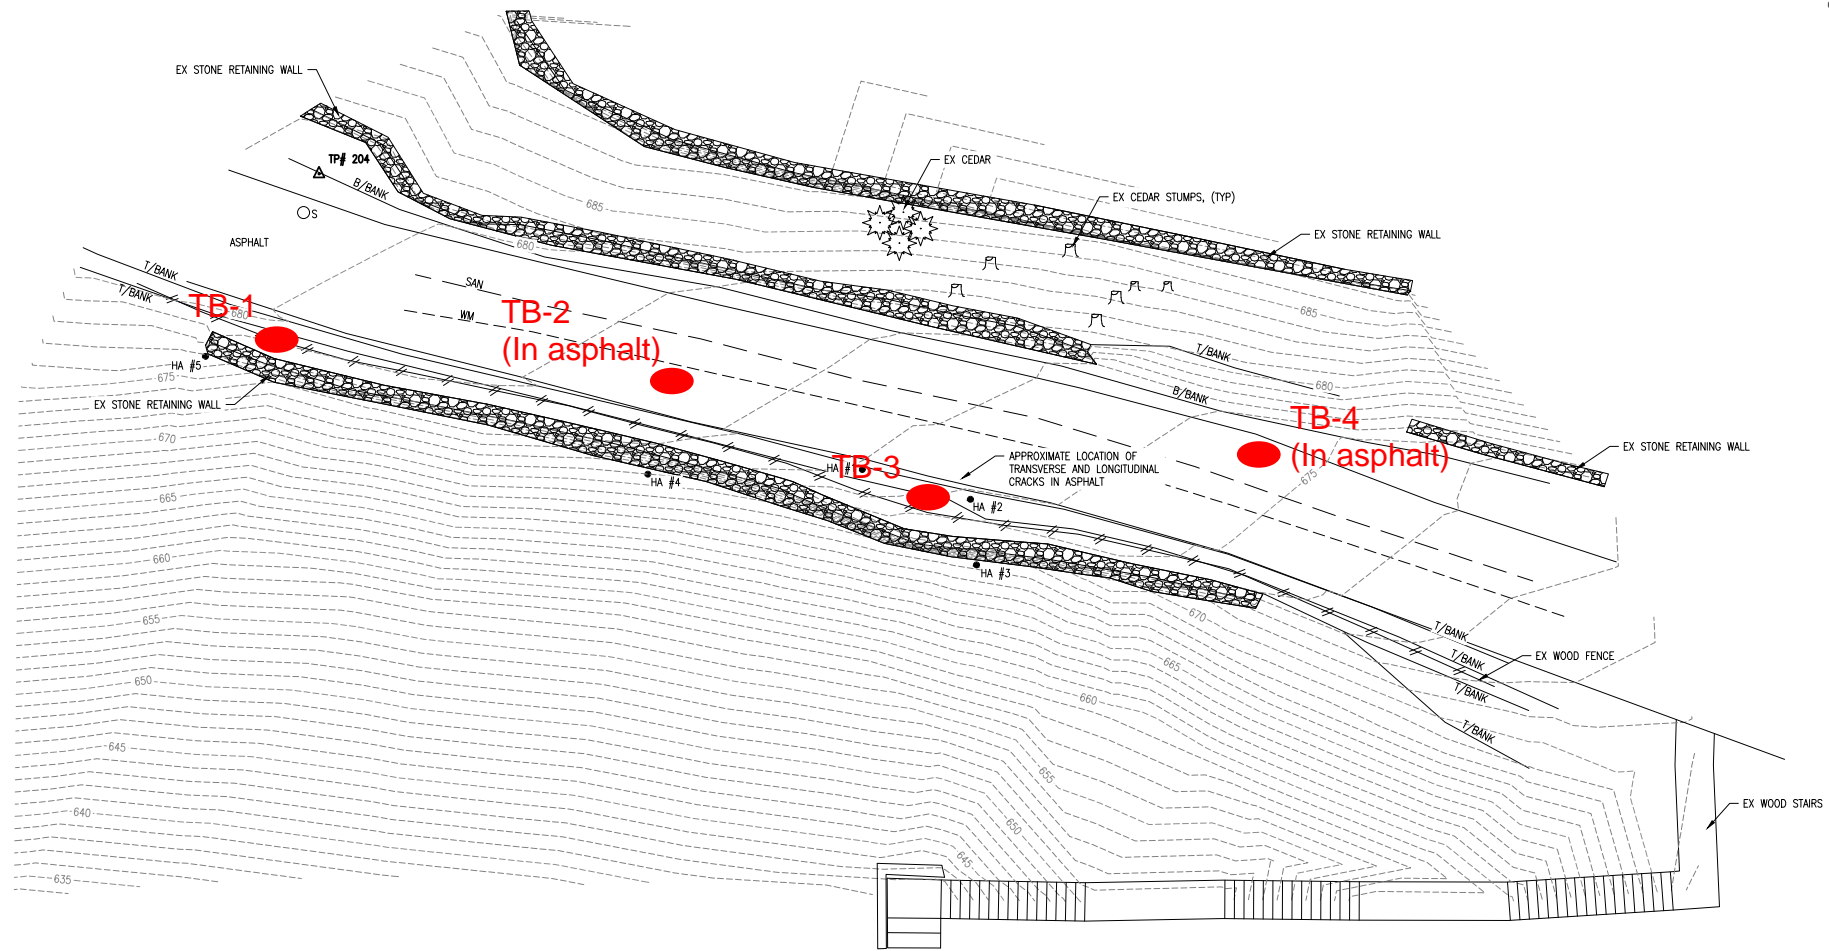 EX STONE RETAINING WALL
TP# 204
B/BANK
S
ASPHALT
EX CEDAR
EX CEDAR STUMPS, (TYP)
EX STONE RETAINING WALL
685
680
685
T/BANK
T/BANK
680
TB-1
SAN
WM
TB-2
(In asphalt)
T/BANK
680
B/BANK
HA #5
675
EX STONE RETAINING WALL
TB-4
(In asphalt)
EX STONE RETAINING WALL
675
670
HA #
TB-3
APPROXIMATE LOCATION OF
TRANSVERSE AND LONGITUDINAL
CRACKS IN ASPHALT
HA #4
HA #2
665
660
HA #3
655
670
T/BANK
T/BANK
EX WOOD FENCE
T/BANK
T/BANK
665
650
660
645
655
640
650
EX WOOD STAIRS
645
635